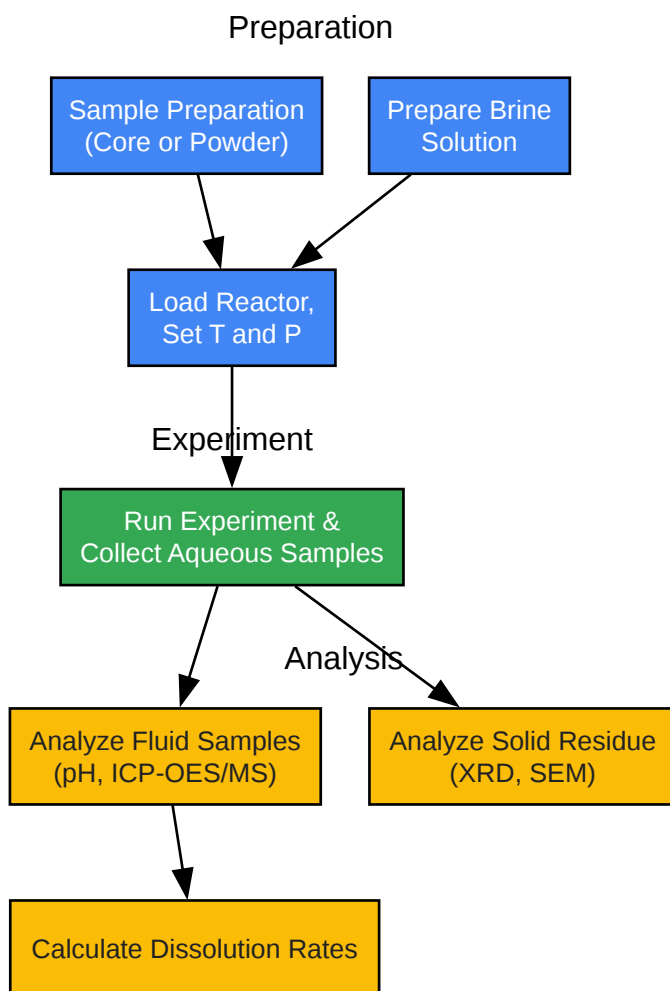 Preparation
Sample Preparation
(Core or Powder)
Prepare Brine
Solution
Load Reactor,
Set T and P
Experiment
Run Experiment &
Collect Aqueous Samples
Analysis
Analyze Fluid Samples
(pH, ICP-OES/MS)
Analyze Solid Residue
(XRD, SEM)
Calculate Dissolution Rates